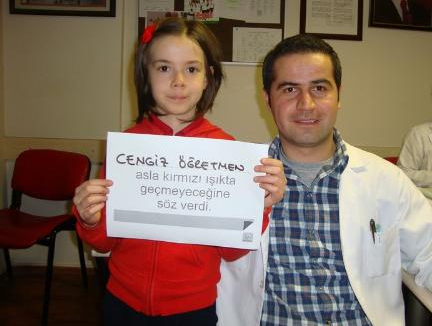 CENGİZ ÖĞRETMEN
asla kırmızı ışıkta
geçmeyeceğine
söz verdi.